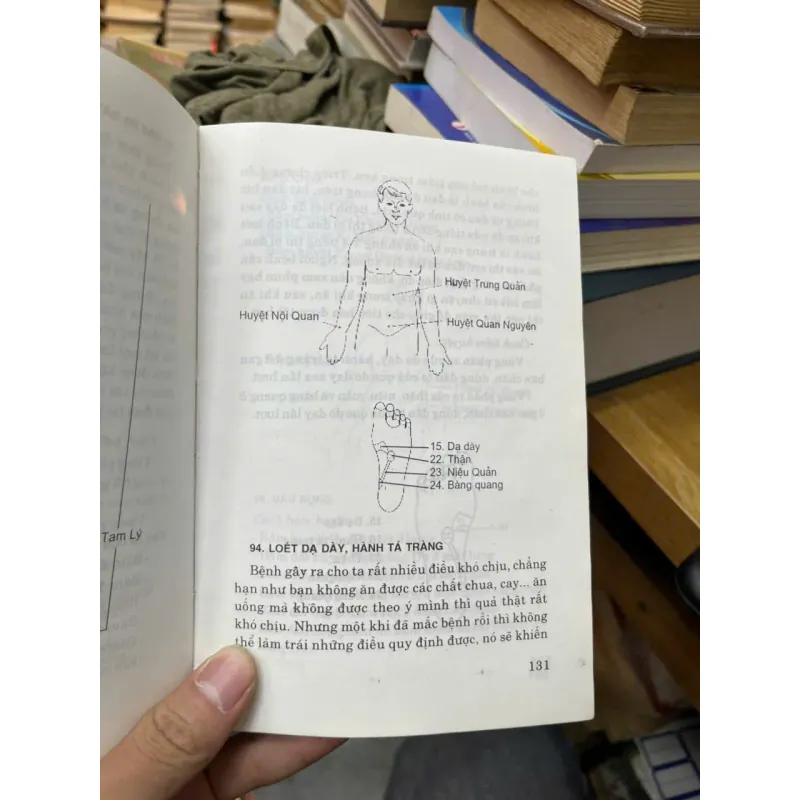 Huyệt Trung Quản
Huyệt Nội Quan
Huyệt Quan Nguyên
15. Dạ dày
22. Thận
23. Niệu Quản
24. Bàng quang
94. LOÉT DẠ DÀY, HÀNH TÁ TRÀNG
Bệnh gây ra cho ta rất nhiều điều khó chịu, chẳng
hạn như bạn không ăn được các chất chua, cay... ăn
uống mà không được theo ý mình thì quả thật rất
khó chịu. Nhưng một khi đã mắc bệnh rồi thì không
thể làm trái những điều quy định được, nó sẽ khiến
131
Tam Lý